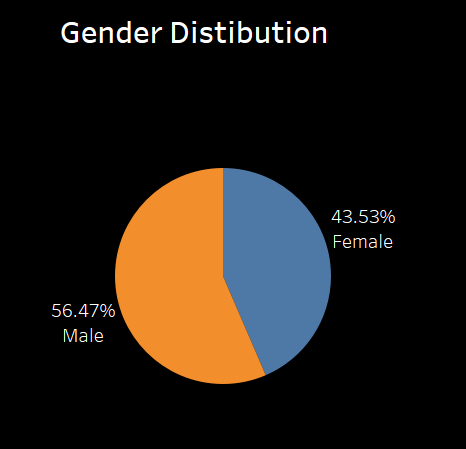 Gender Distibution
43.53%
Female
56.47%
Male